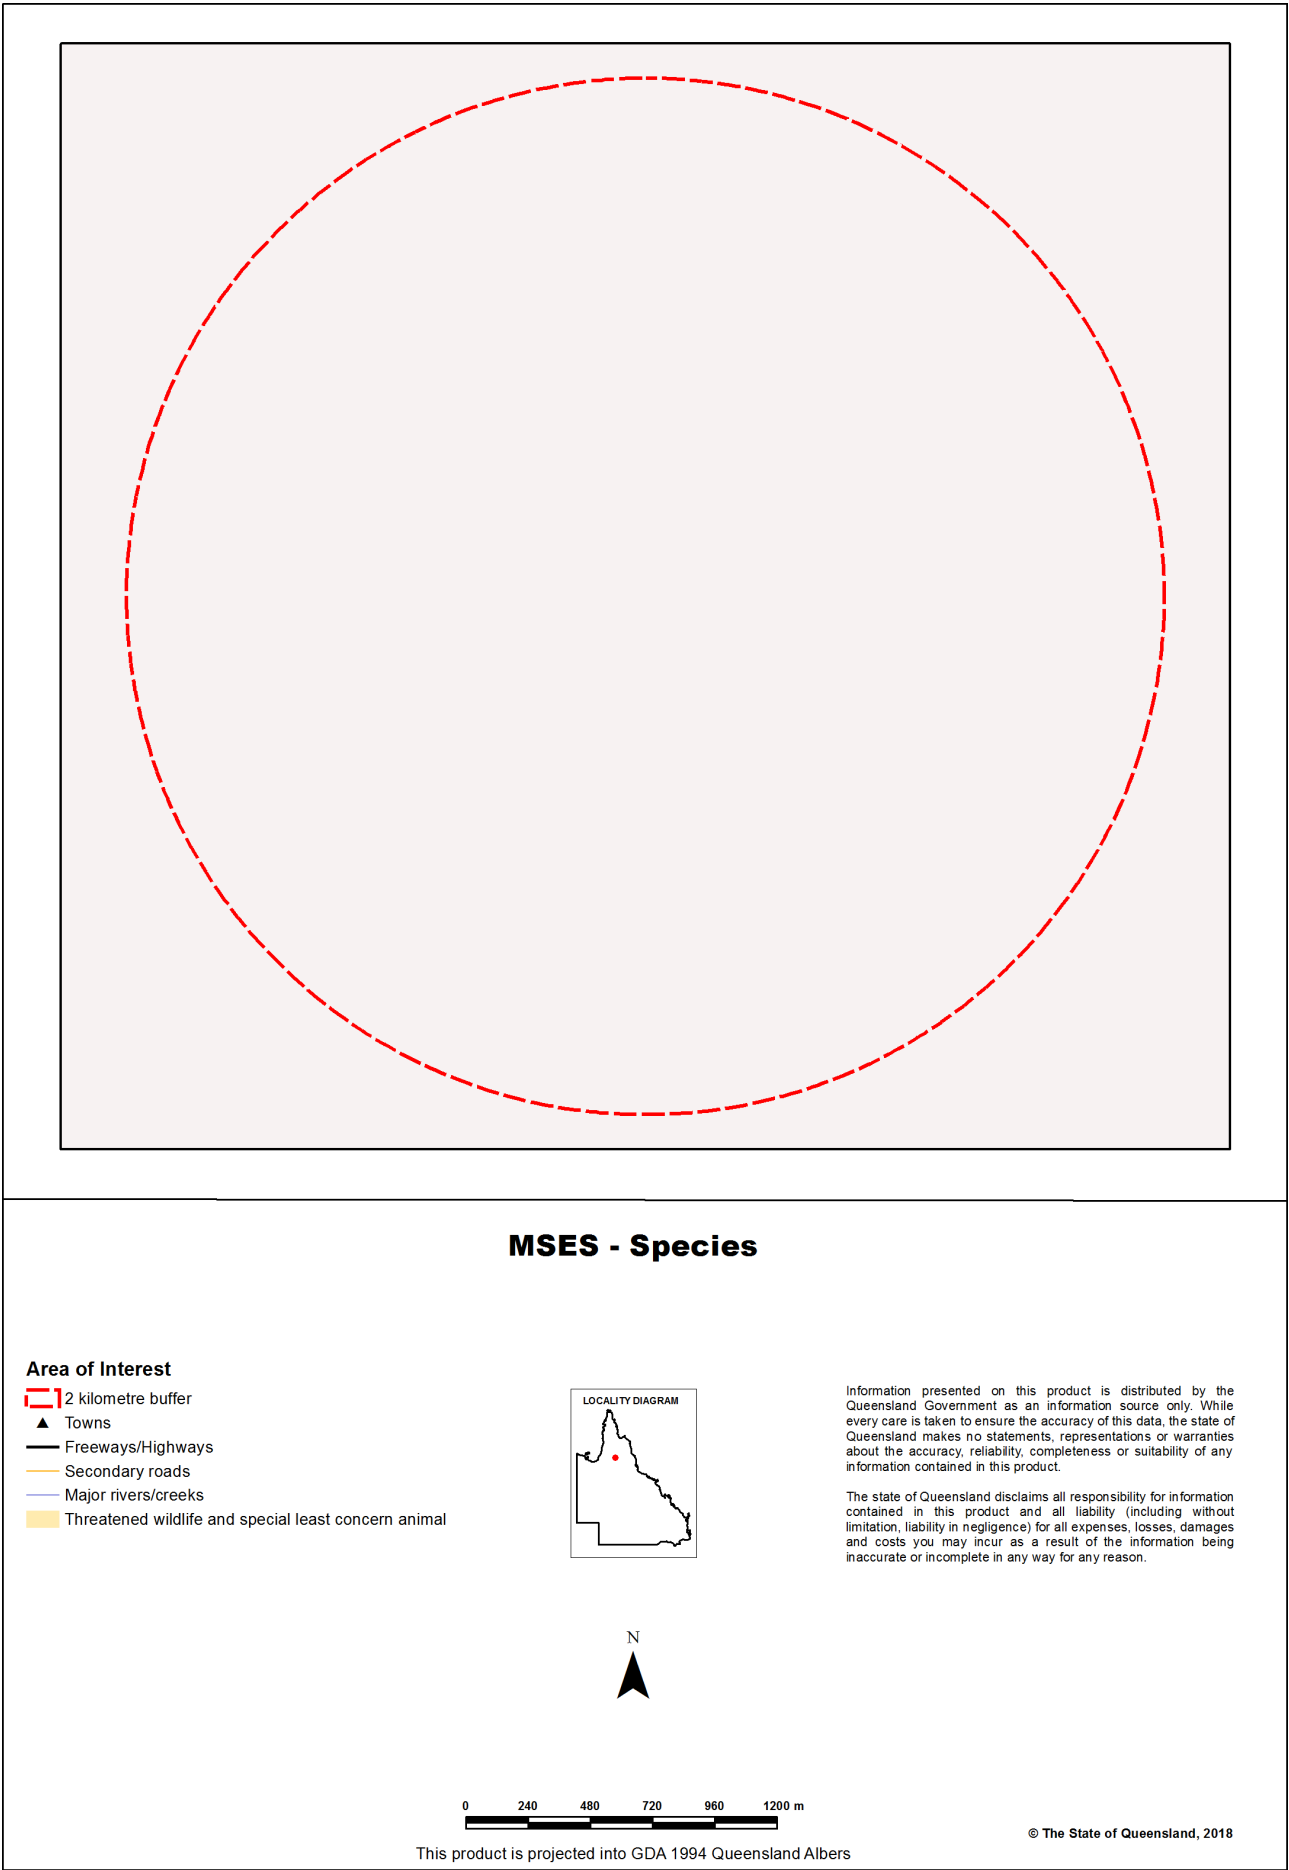 MSES - Species
Area of Interest
2 kilometre buffer
Towns
Freeways/Highways
Secondary roads
Major rivers/creeks
Threatened wildlife and special least concern animal
LOCALITY DIAGRAM
Information presented on this product is distributed by the
Queensland Government as an information source only. While
every care is taken to ensure the accuracy of this data, the state of
Queensland makes no statements, representations or warranties
about the accuracy, reliability, completeness or suitability of any
information contained in this product.
The state of Queensland disclaims all responsibility for information
contained in this product and all liability (including without
limitation, liability in negligence) for all expenses, losses, damages
and costs you may incur as a result of the information being
inaccurate or incomplete in any way for any reason.
N
0 240 480 720 960 1200 m
© The State of Queensland, 2018
This product is projected into GDA 1994 Queensland Albers